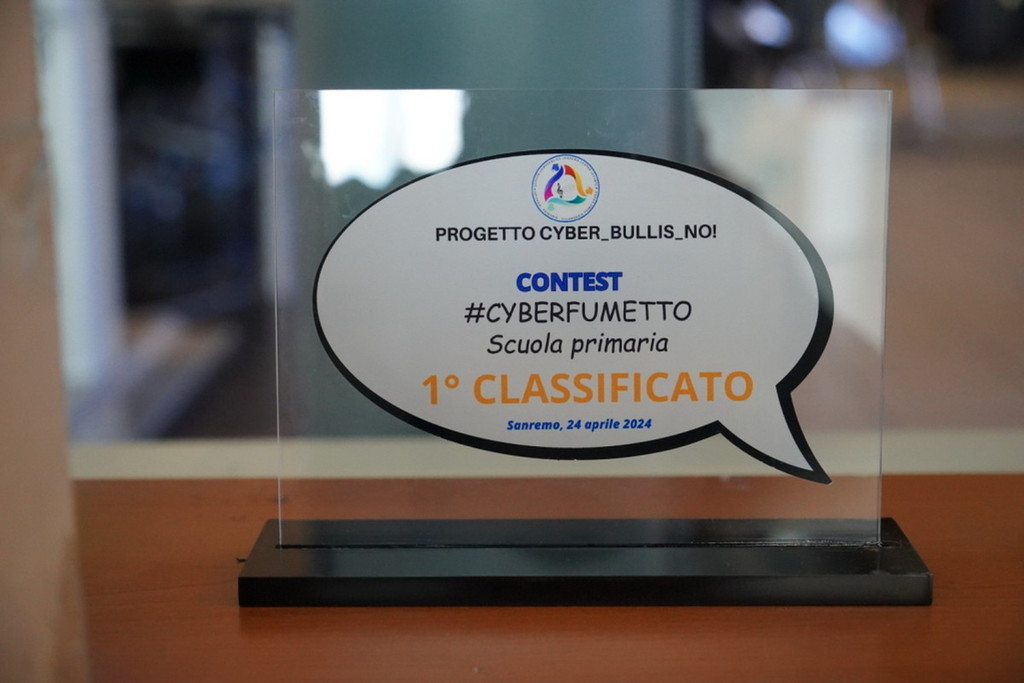 PROGETTO CYBER_BULLIS_NO!
CONTEST
#CYBERFUMETTO
Scuola primaria
1° CLASSIFICATO
Sanremo, 24 aprile 2024